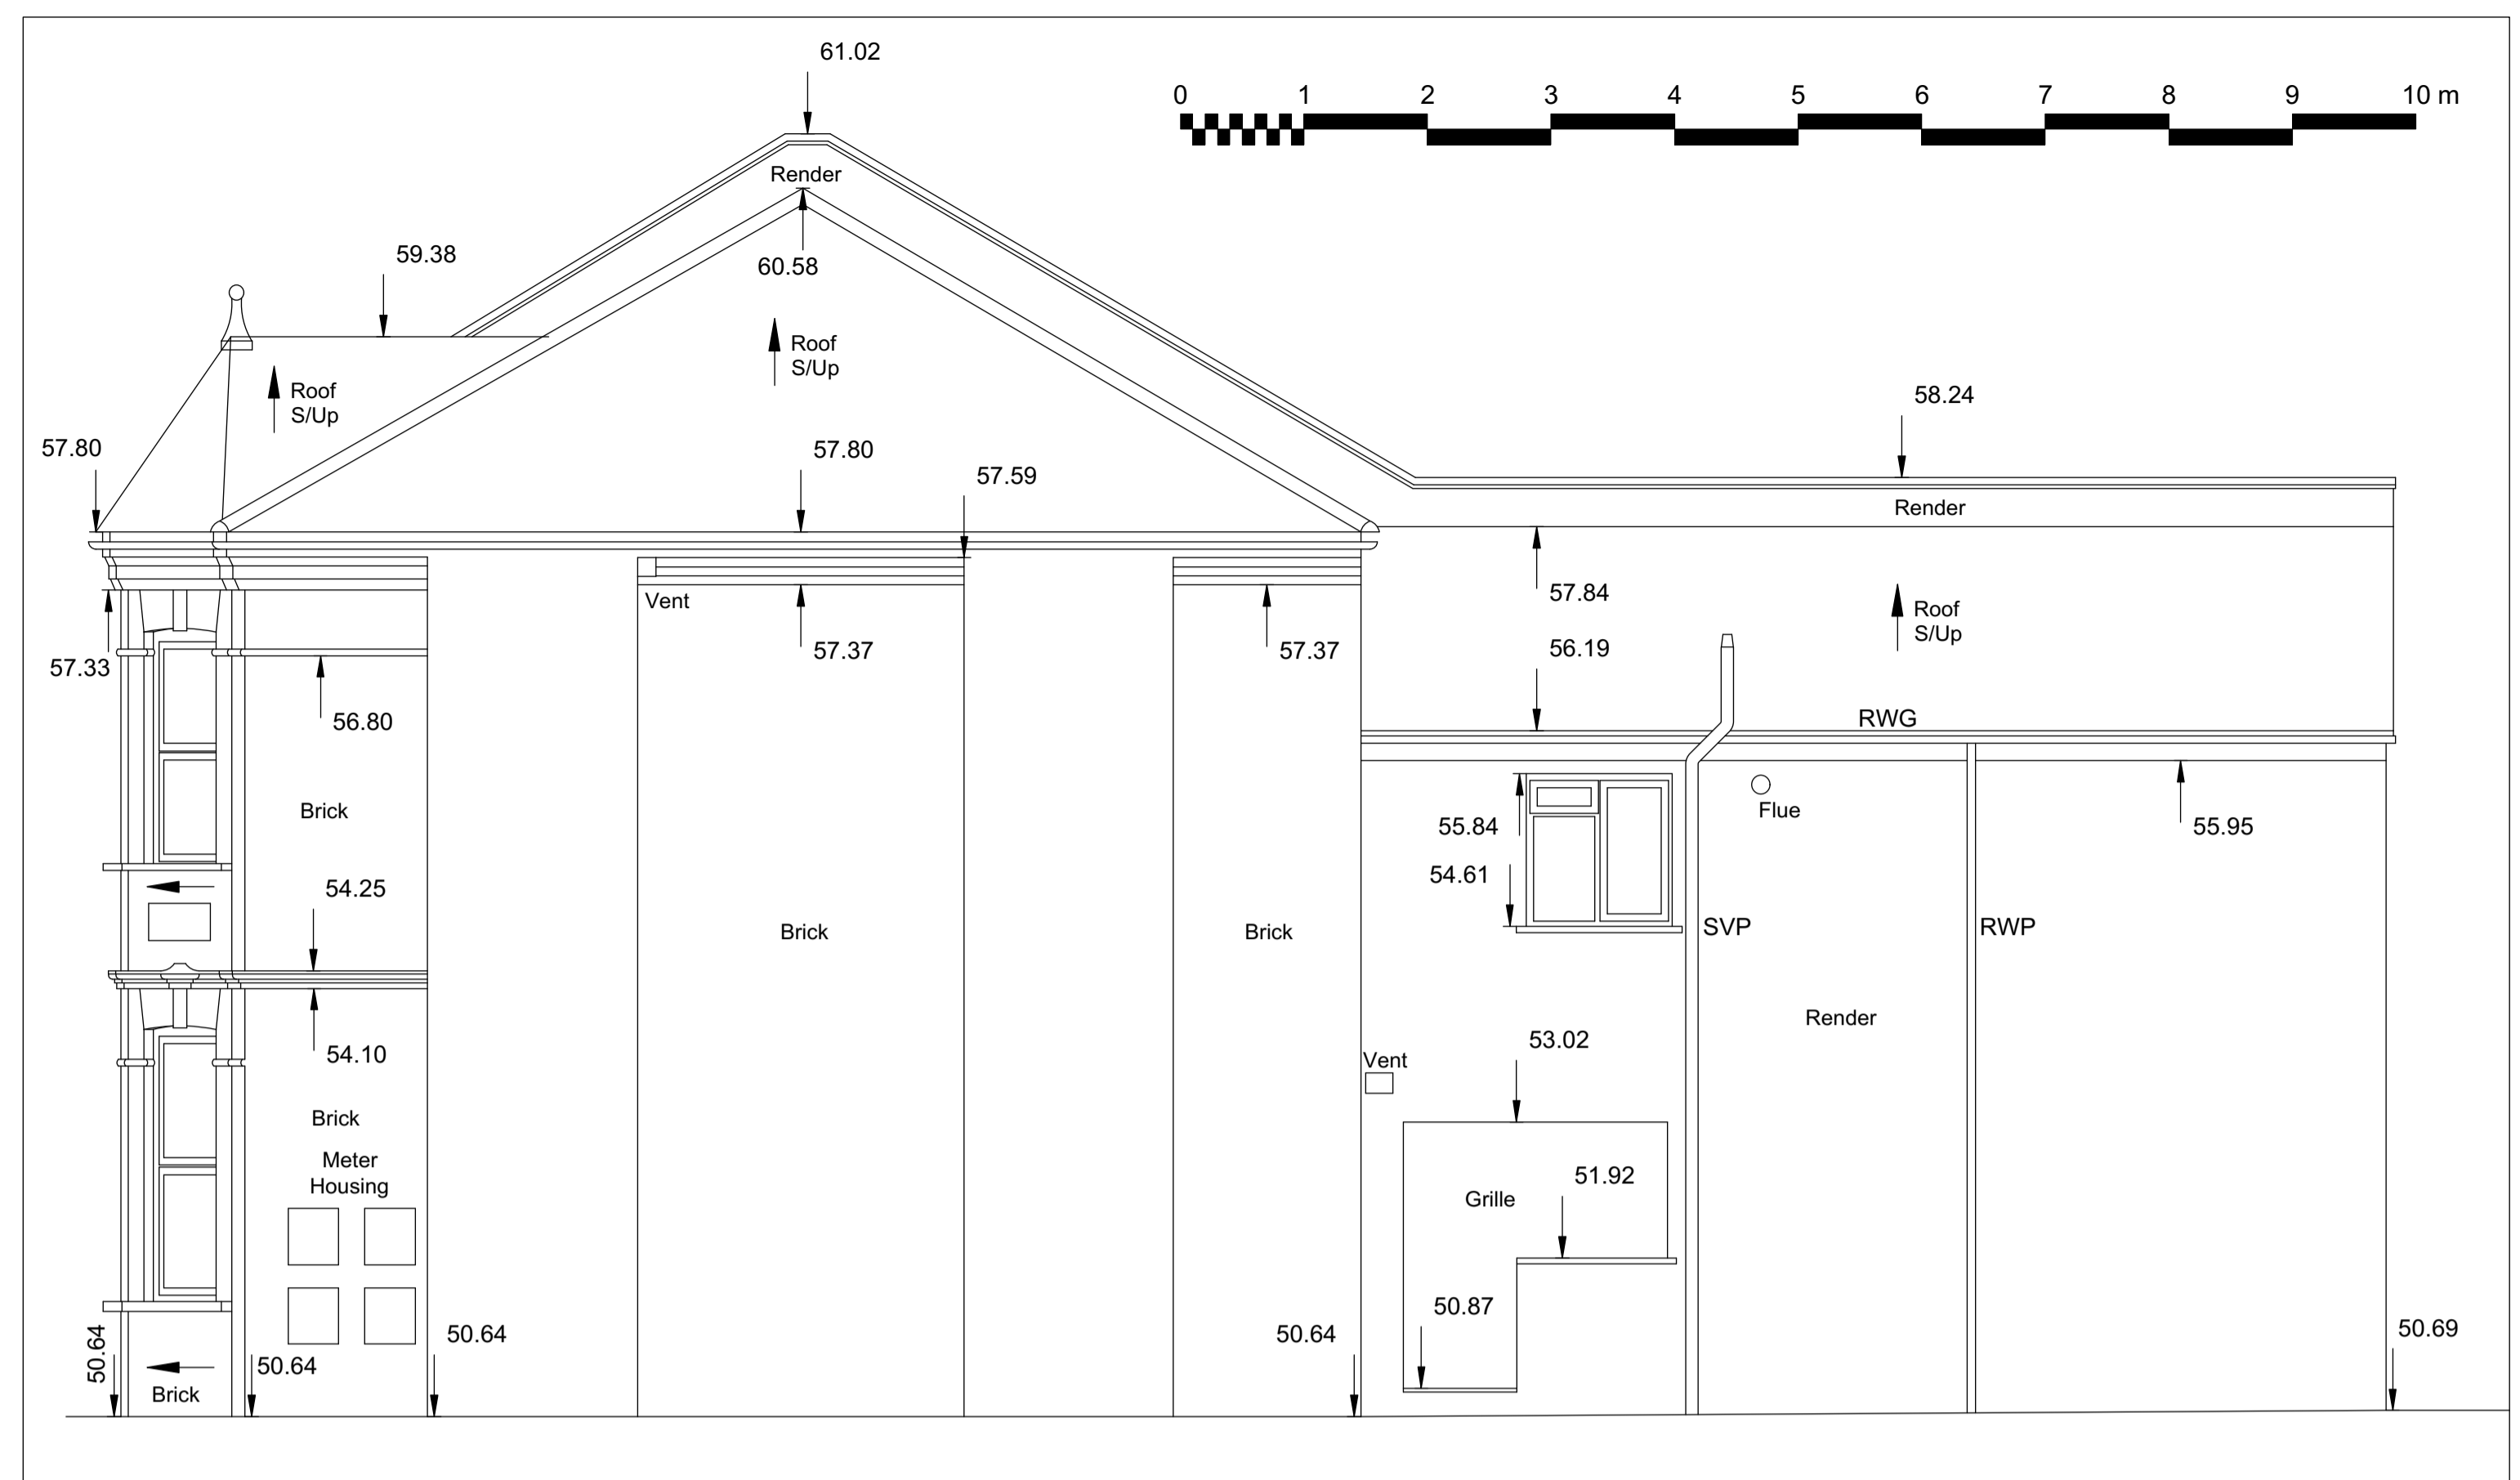 61.02
0 1 2 3 4 5 6 7 8 9 10 m
Render
59.38
60.58
Roof
S/Up
Roof
S/Up
58.24
57.80
57.80
57.59
Render
57.84
Vent
Roof
S/Up
57.33
57.37
57.37
56.19
56.80
RWG
Brick
Flue
55.84
55.95
54.61
54.25
Brick
Brick
SVP
RWP
Render
54.10
53.02
Vent
Brick
Meter
Housing
51.92
Grille
50.87
50.64
50.64
50.64
50.64
50.69
Brick